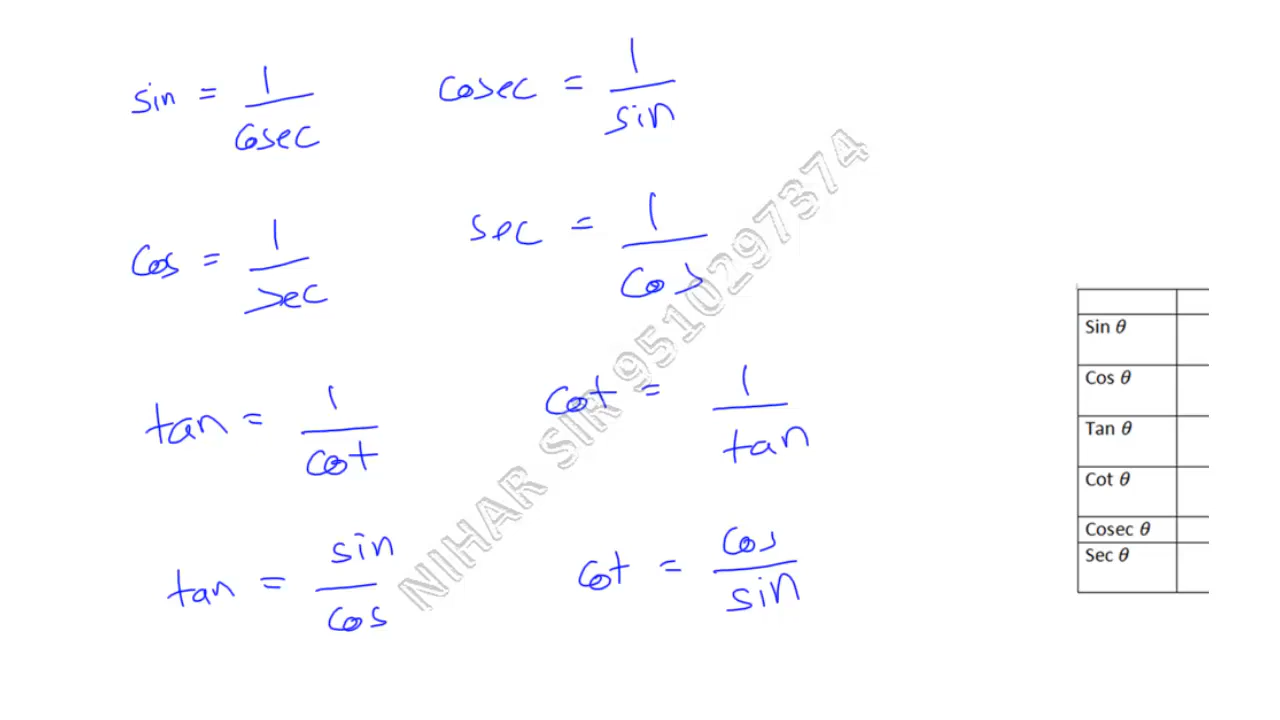 sin = 1/cosec    cosec = 1/sin
cos = 1/sec    sec = 1/cos
tan = 1/cot    cot = 1/tan
tan = sin/cos    cot = cos/sin
NIHAR SIR 9510297374
Sin θ
Cos θ
Tan θ
Cot θ
Cosec θ
Sec θ